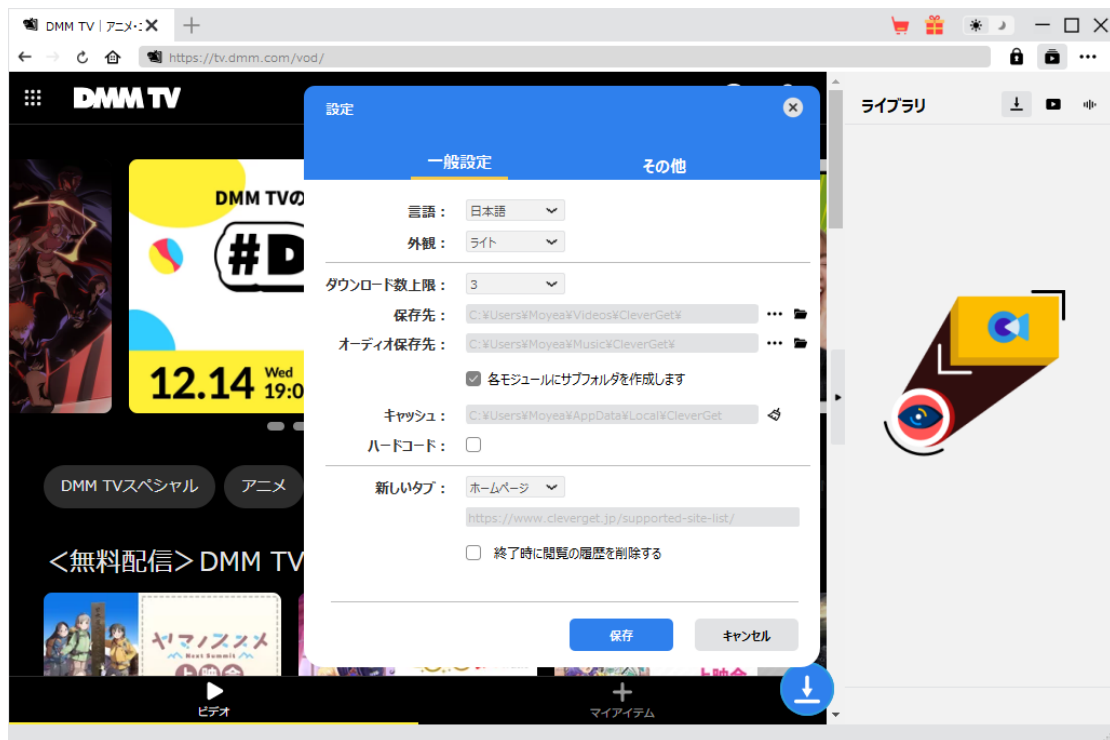 DMM TV | アニメ・
https://tv.dmm.com/vod/
DMM TV
設定
ライブラリ
一般設定
その他
DMM TVの
#D
12.14 Wed
19:0
言語：
日本語
外観：
ライト
ダウンロード数上限：
3
保存先：
C:¥Users¥Moyea¥Videos¥CleverGet¥
オーディオ保存先：
C:¥Users¥Moyea¥Music¥CleverGet¥
各モジュールにサブフォルダを作成します
キャッシュ：
C:¥Users¥Moyea¥AppData¥Local¥CleverGet
ハードコード：
新しいタブ：
ホームページ
https://www.cleverget.jp/supported-site-list/
終了時に閲覧の履歴を削除する
保存
キャンセル
DMM TVスペシャル
アニメ
＜無料配信＞DMM TV
ヤマノススメ
Next Summit
上映会
上映会
ビデオ
マイアイテム